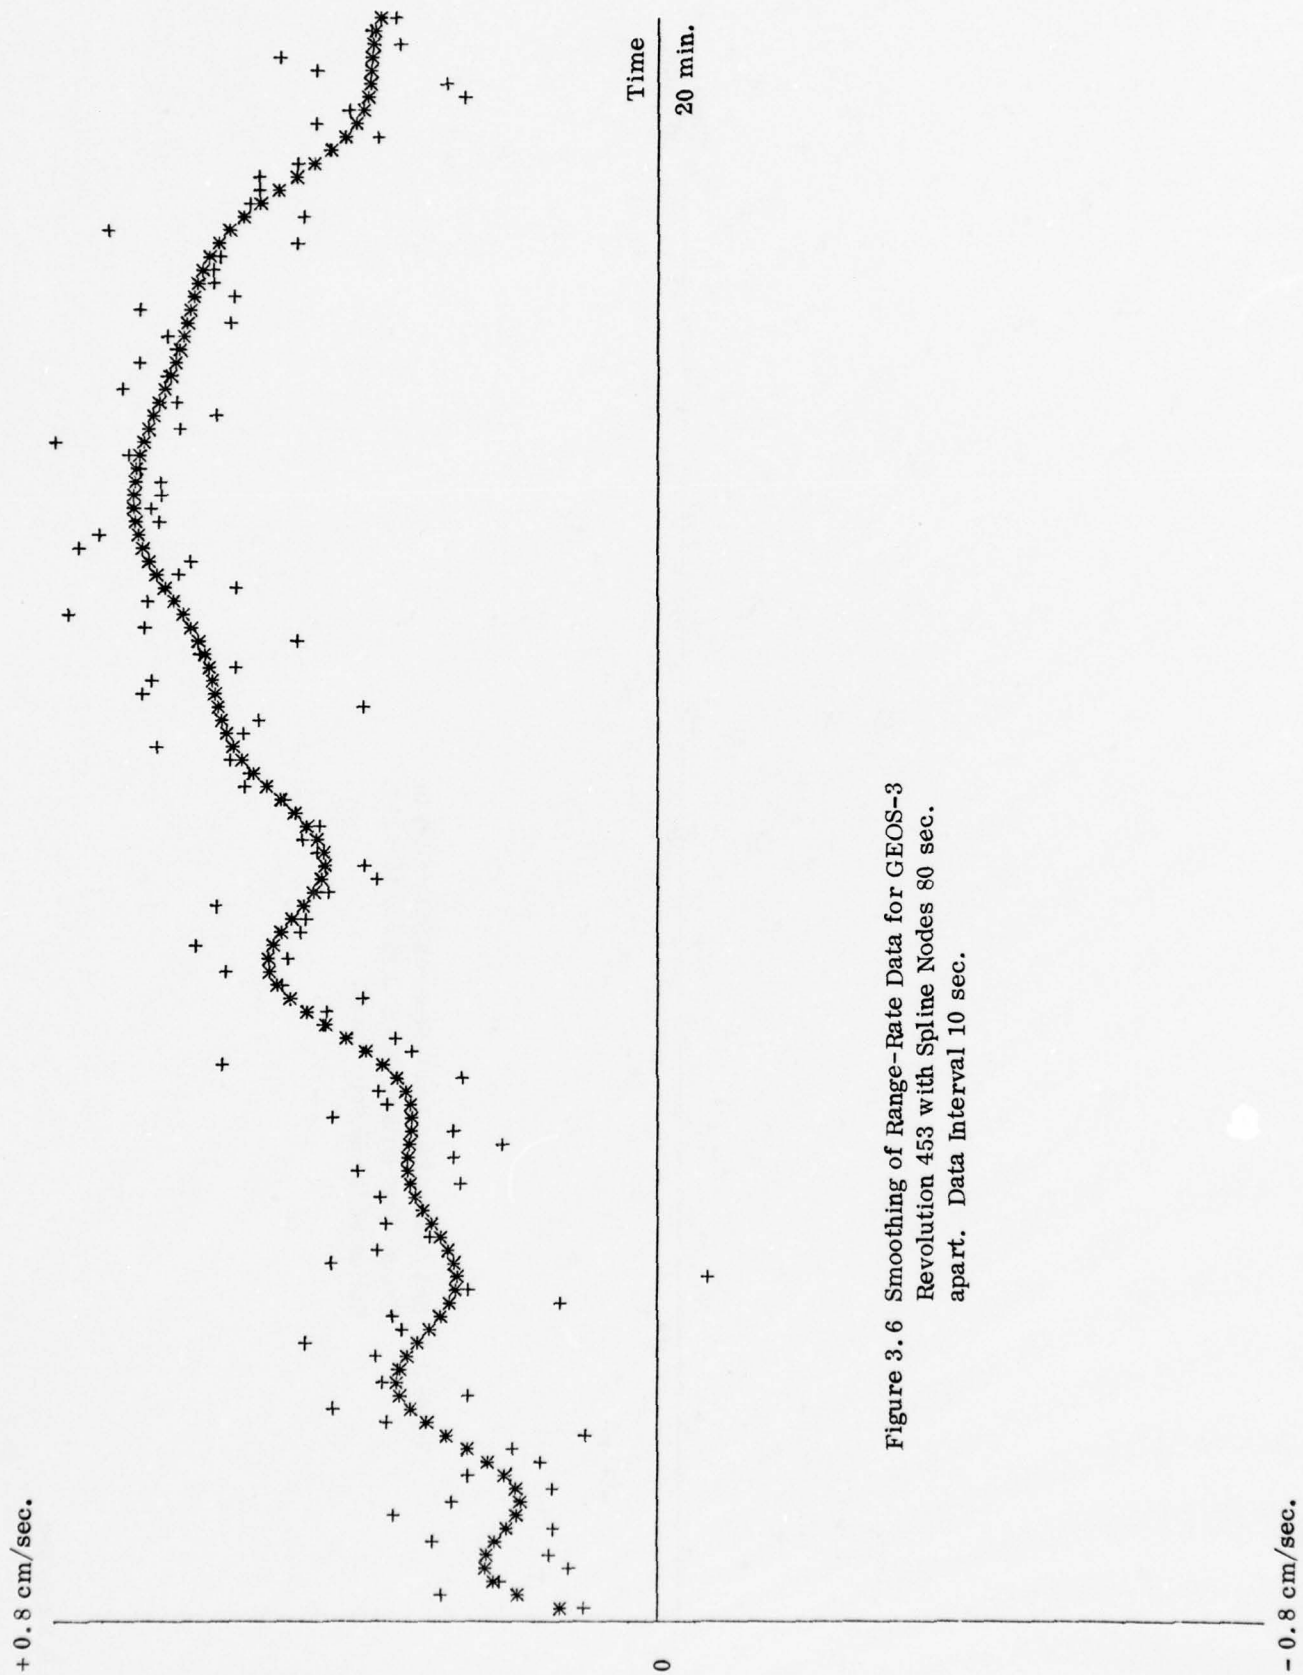 +0.8 cm/sec.
0
-0.8 cm/sec.
Time
20 min.
Figure 3.6 Smoothing of Range-Rate Data for GEOS-3
Revolution 453 with Spline Nodes 80 sec.
apart. Data Interval 10 sec.